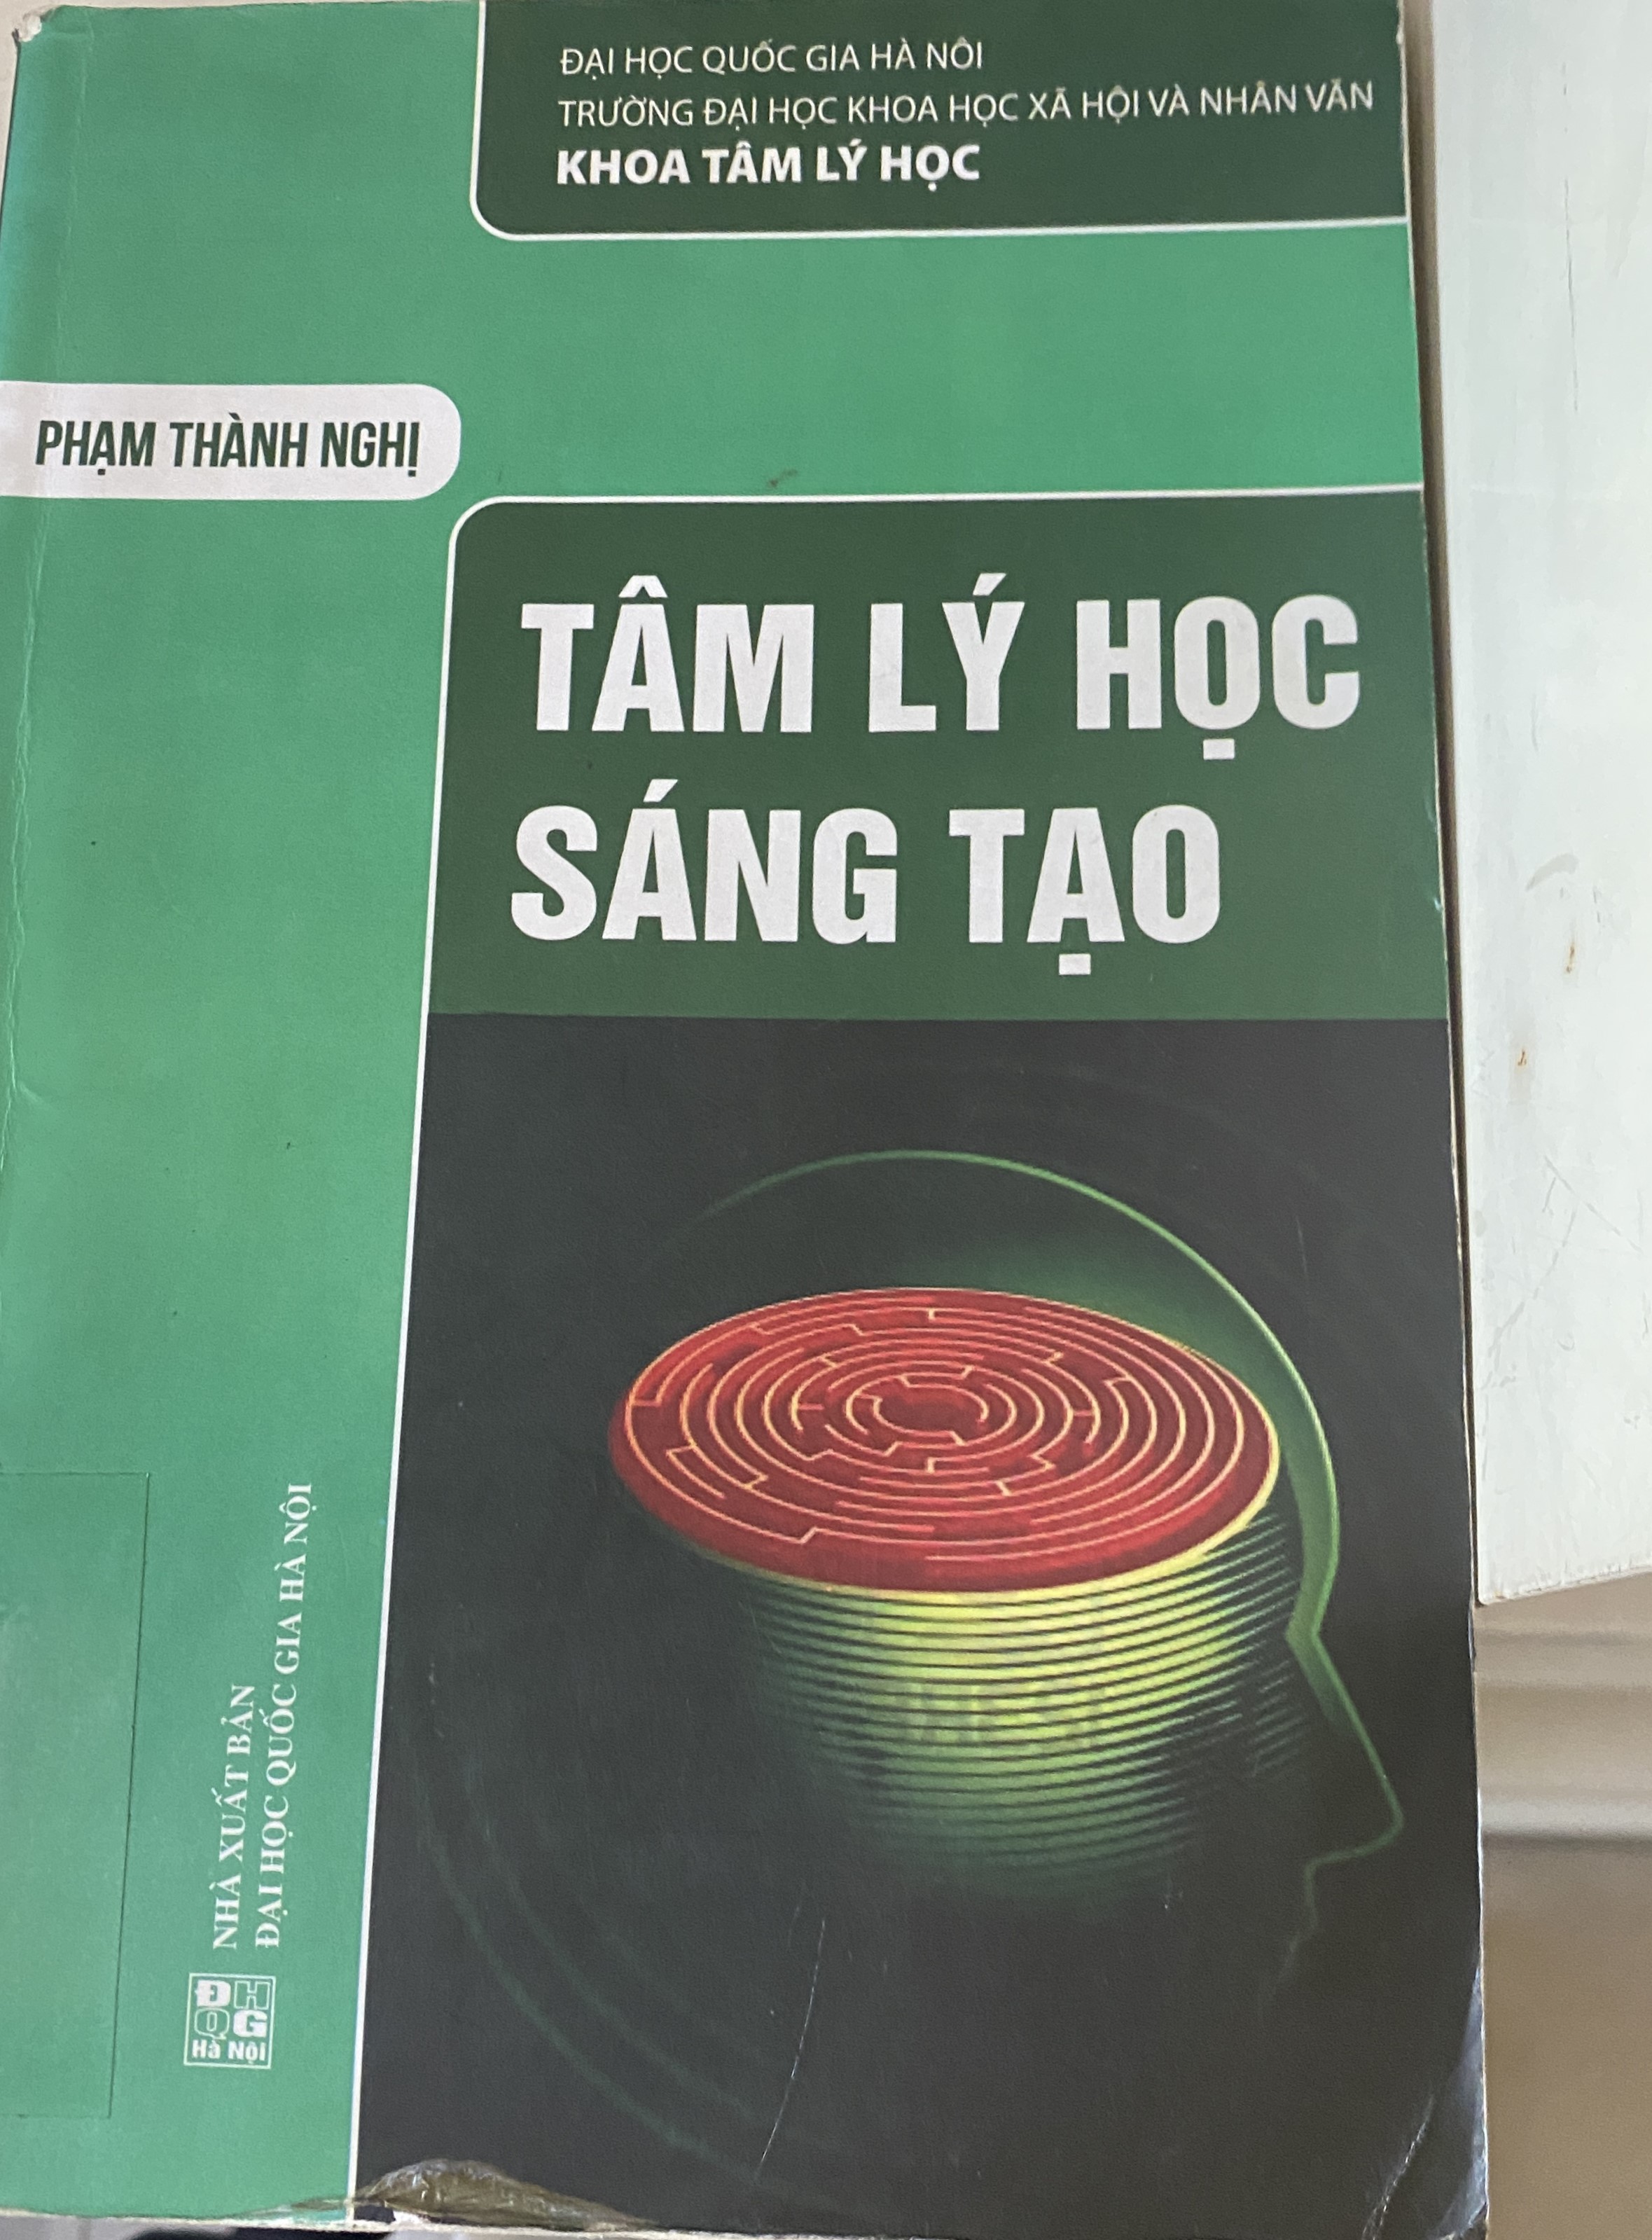 ĐẠI HỌC QUỐC GIA HÀ NỘI
TRƯỜNG ĐẠI HỌC KHOA HỌC XÃ HỘI VÀ NHÂN VĂN
KHOA TÂM LÝ HỌC
PHẠM THÀNH NGHỊ
TÂM LÝ HỌC
SÁNG TẠO
NHÀ XUẤT BẢN
ĐẠI HỌC QUỐC GIA HÀ NỘI
ĐH
QG
Hà Nội